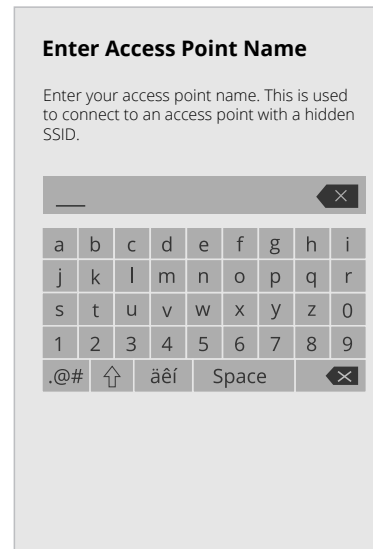 Enter Access Point Name
Enter your access point name. This is used
to connect to an access point with a hidden
SSID.
a b c d e f g h i
j k l m n o p q r
s t u v w x y z 0
1 2 3 4 5 6 7 8 9
.@# äêí Space